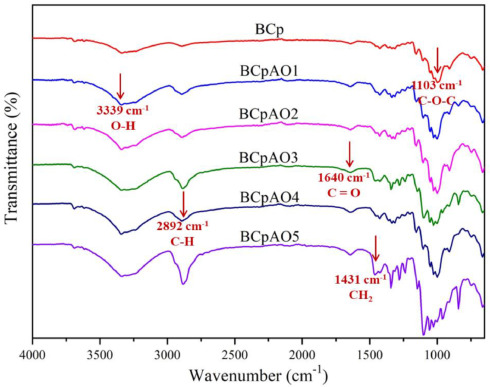 BCp
1103 cm-1
C-O-C
BCpAO1
3339 cm-1
O-H
BCpAO2
BCpAO3
1640 cm-1
C = O
BCpAO4
2892 cm-1
C-H
BCpAO5
1431 cm-1
CH2
Transmittance (%)
4000 3500 3000 2500 2000 1500 1000
Wavenumber (cm-1)